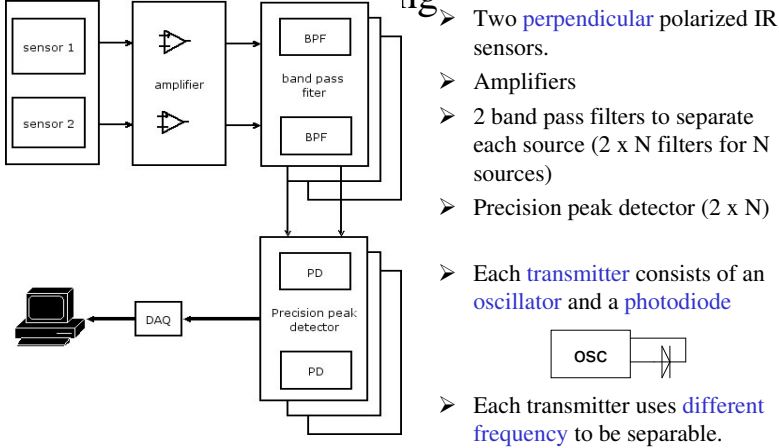 sensor 1
sensor 2
amplifier
BPF
band pass
fiter
BPF
PD
Precision peak
detector
PD
DAQ
➢ Two perpendicular polarized IR
sensors.
➢ Amplifiers
➢ 2 band pass filters to separate
each source (2 x N filters for N
sources)
➢ Precision peak detector (2 x N)
➢ Each transmitter consists of an
oscillator and a photodiode
OSC
➢ Each transmitter uses different
frequency to be separable.